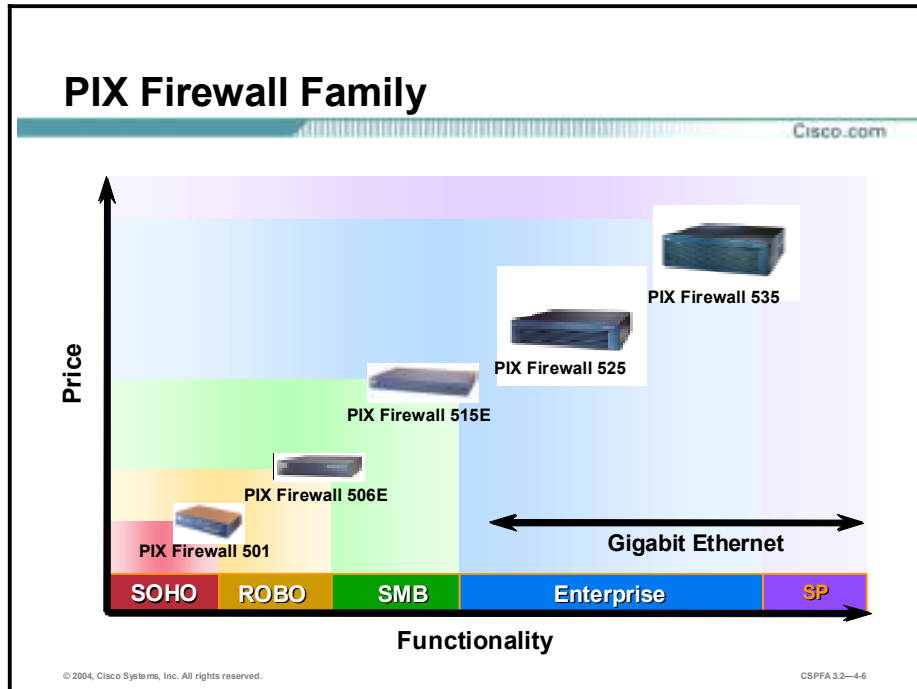 PIX Firewall Family
Cisco.com
Price
PIX Firewall 535
PIX Firewall 525
PIX Firewall 515E
PIX Firewall 506E
PIX Firewall 501
Gigabit Ethernet
SOHO ROBO SMB Enterprise SP
Functionality
© 2004, Cisco Systems, Inc. All rights reserved. CSPFA 3.2—4-6